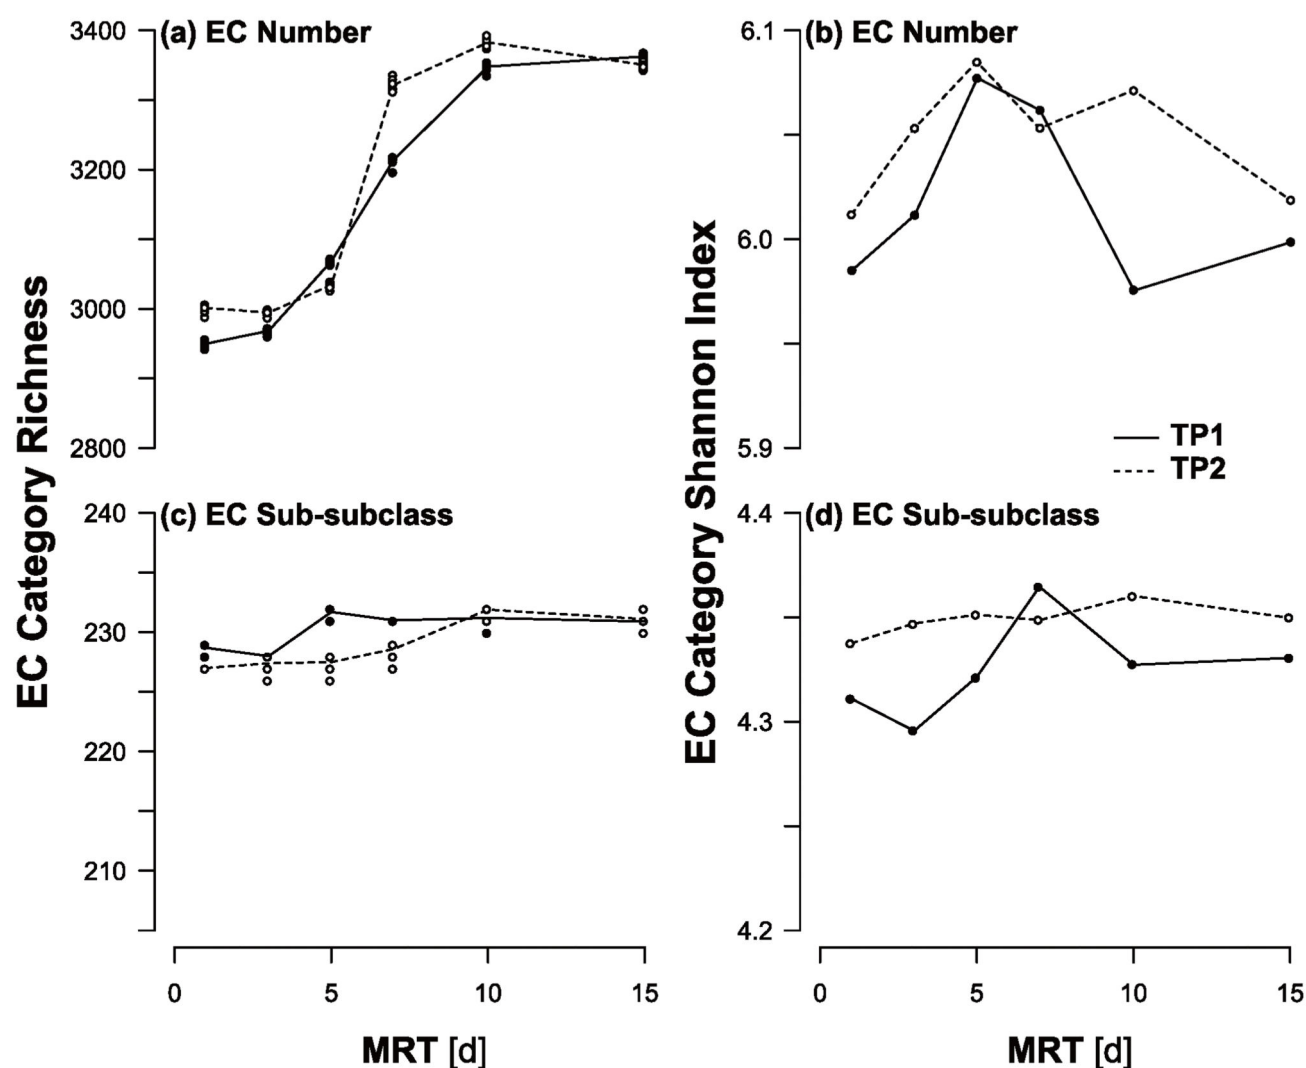 EC Category Richness
(a) EC Number
3400
3200
3000
2800
(c) EC Sub-subclass
240
230
220
210
0
5
10
15
MRT [d]
EC Category Shannon Index
(b) EC Number
6.1
6.0
5.9
TP1
TP2
(d) EC Sub-subclass
4.4
4.3
4.2
0
5
10
15
MRT [d]